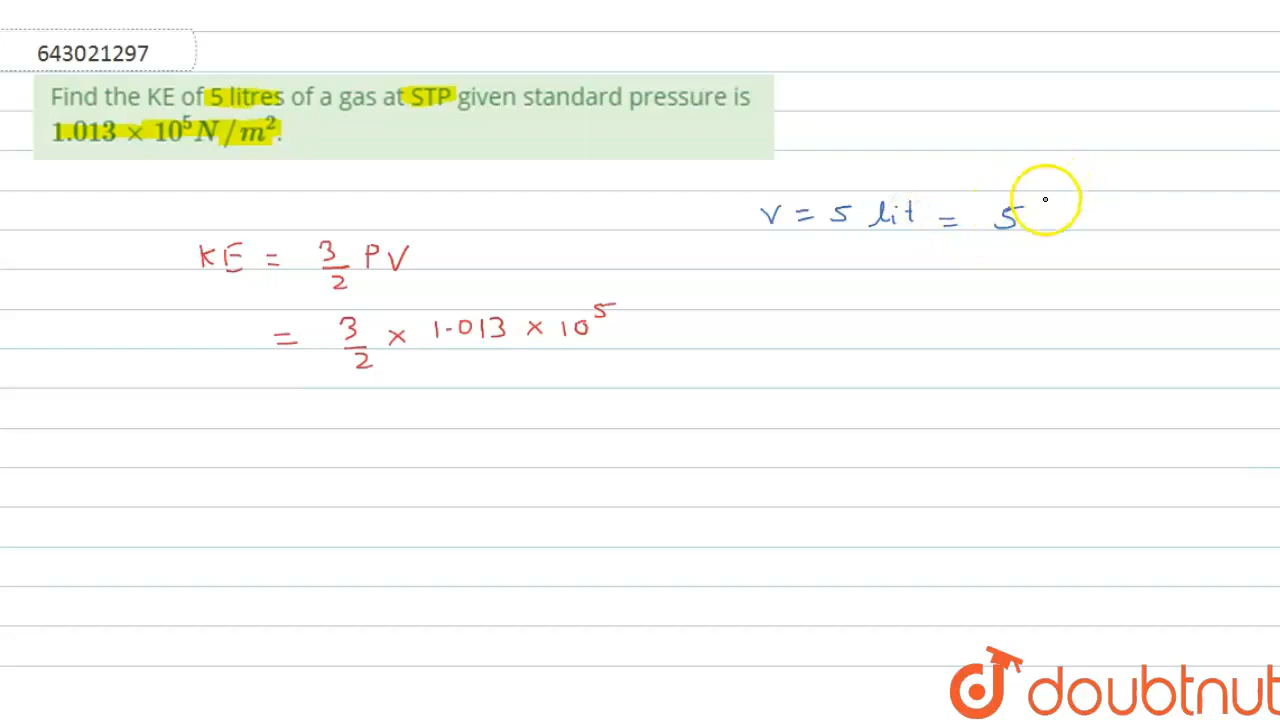 643021297
Find the KE of 5 litres of a gas at STP given standard pressure is
1.013 × 10⁵ N/m².
V = 5 lit = 5
KE = 3/2 PV
= 3/2 × 1.013 × 10⁵
doubtnut